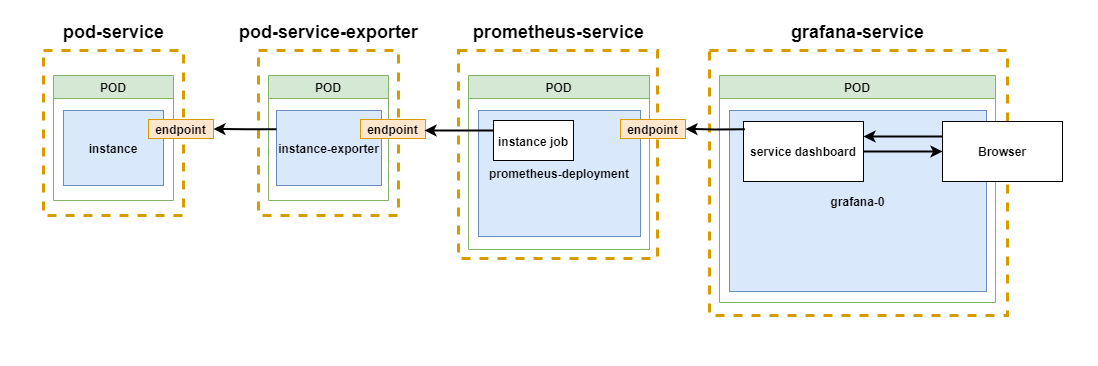 pod-service
pod-service-exporter
prometheus-service
grafana-service
POD
POD
POD
POD
endpoint
endpoint
endpoint
instance
instance-exporter
instance job
prometheus-deployment
service dashboard
Browser
grafana-0